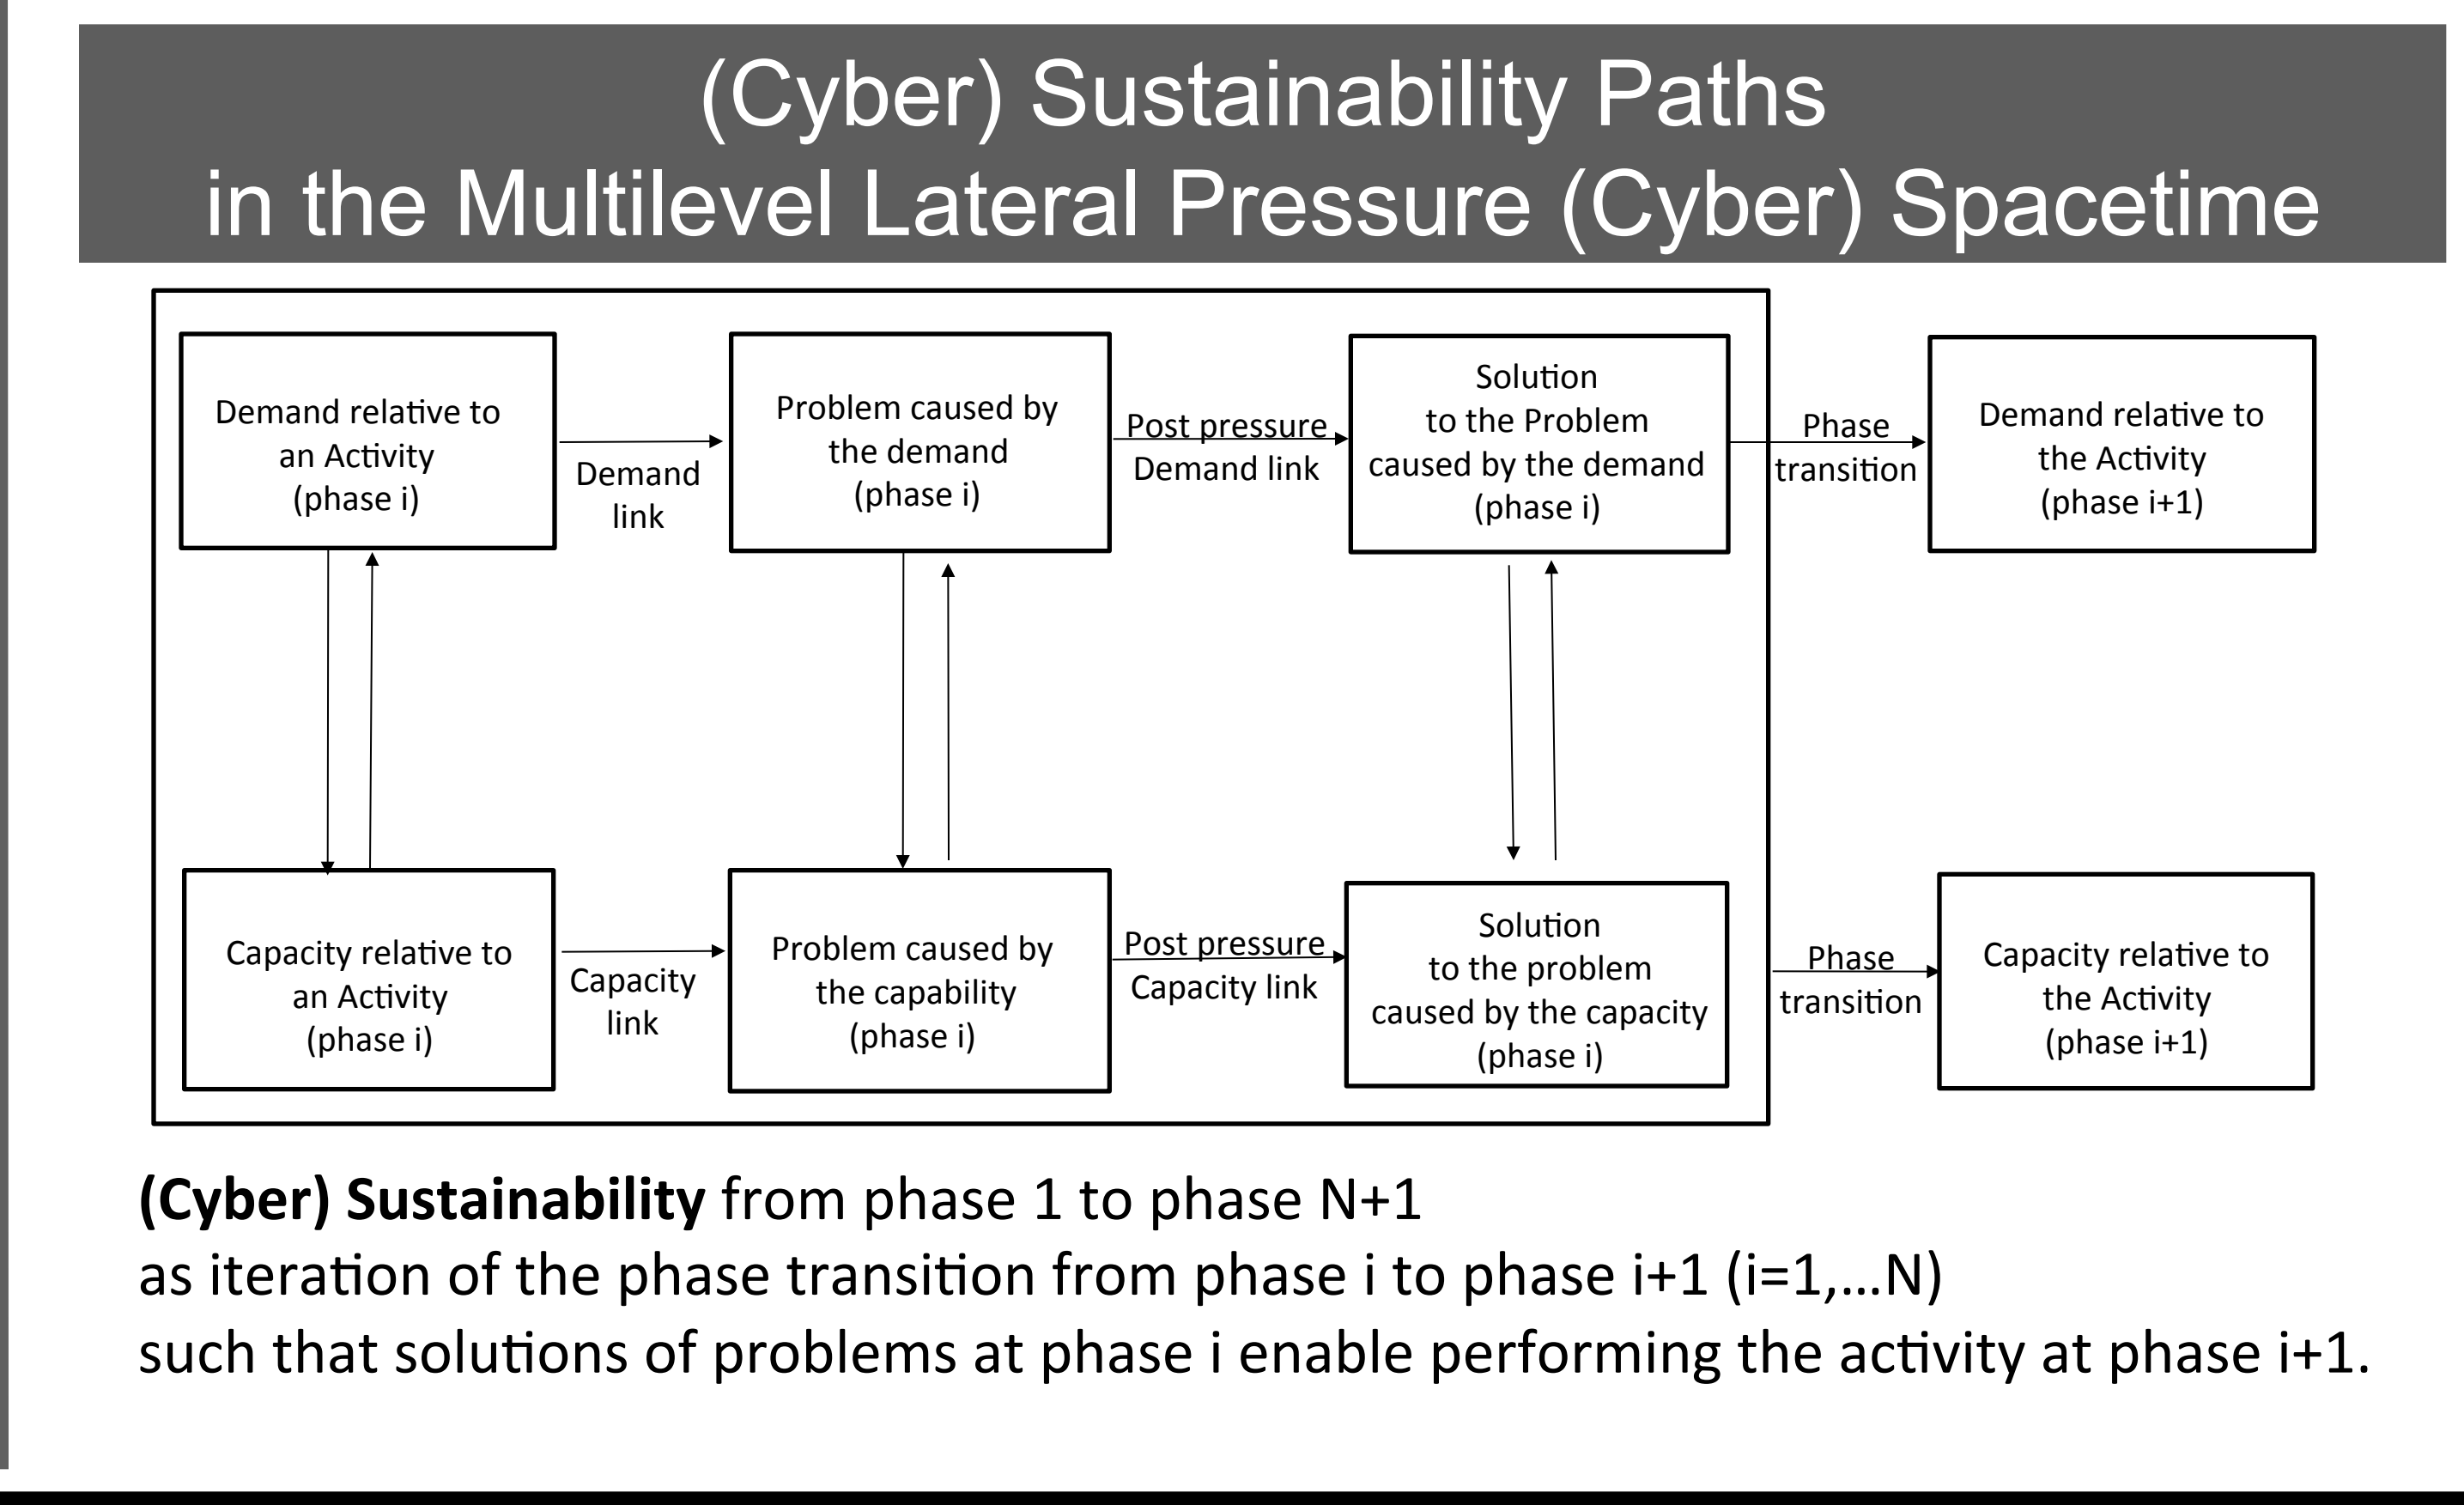 (Cyber) Sustainability Paths
in the Multilevel Lateral Pressure (Cyber) Spacetime
Demand relative to
an Activity
(phase i)
Demand
link
Problem caused by
the demand
(phase i)
Post pressure
Demand link
Solution
to the Problem
caused by the demand
(phase i)
Phase
transition
Demand relative to
the Activity
(phase i+1)
Capacity relative to
an Activity
(phase i)
Capacity
link
Problem caused by
the capability
(phase i)
Post pressure
Capacity link
Solution
to the problem
caused by the capacity
(phase i)
Phase
transition
Capacity relative to
the Activity
(phase i+1)
(Cyber) Sustainability from phase 1 to phase N+1
as iteration of the phase transition from phase i to phase i+1 (i=1,...N)
such that solutions of problems at phase i enable performing the activity at phase i+1.